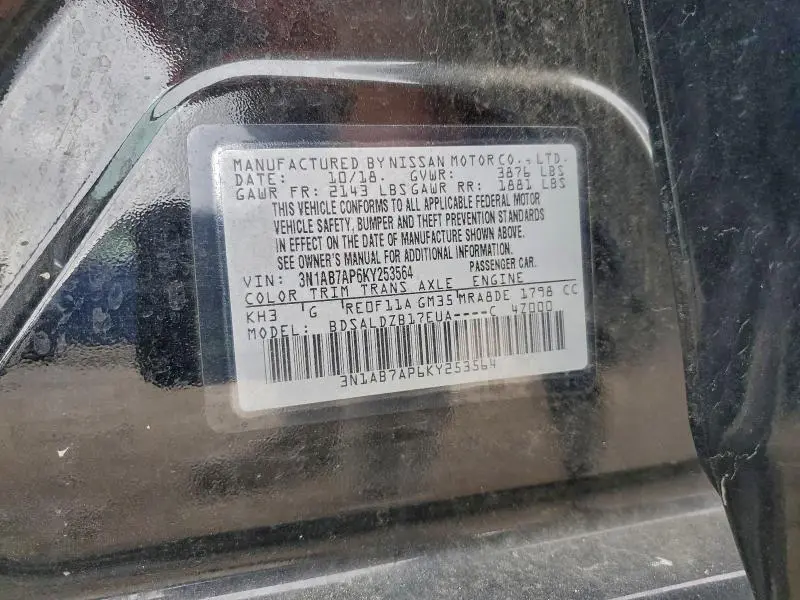 MANUFACTURED BY NISSAN MOTOR CO., LTD.
DATE: 10/18. GVWR: 3876 LBS
GAWR FR: 2143 LBS GAWR RR: 1881 LBS
THIS VEHICLE CONFORMS TO ALL APPLICABLE FEDERAL MOTOR
VEHICLE SAFETY, BUMPER AND THEFT PREVENTION STANDARDS
IN EFFECT ON THE DATE OF MANUFACTURE SHOWN ABOVE.
SEE OWNER'S MANUAL FOR ADDITIONAL INFORMATION.
VIN: 3N1AB7AP6KY253564 PASSENGER CAR.
COLOR TRIM TRANS AXLE ENGINE
KH3 G RE0F11A GM35 MRA8DE 1798 CC
MODEL: BDSALDZB17EUA----C 4Z000
3N1AB7AP6KY253564